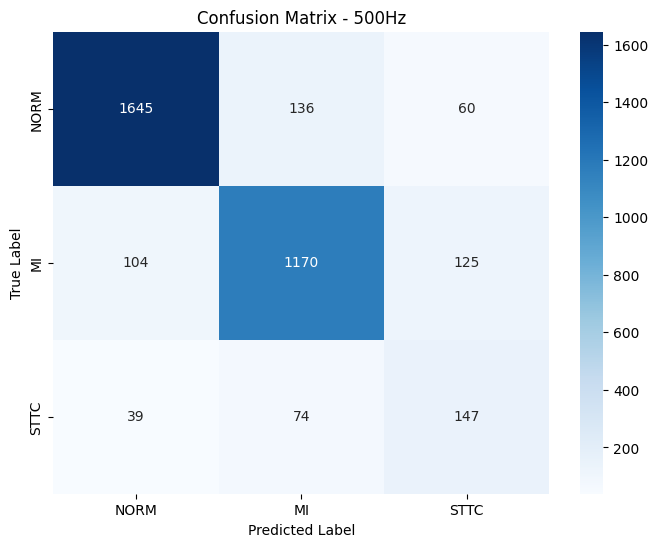 Confusion Matrix - 500Hz
True Label
NORM
1645 136 60
MI
104 1170 125
STTC
39 74 147
NORM MI STTC
Predicted Label
1600
1400
1200
1000
800
600
400
200